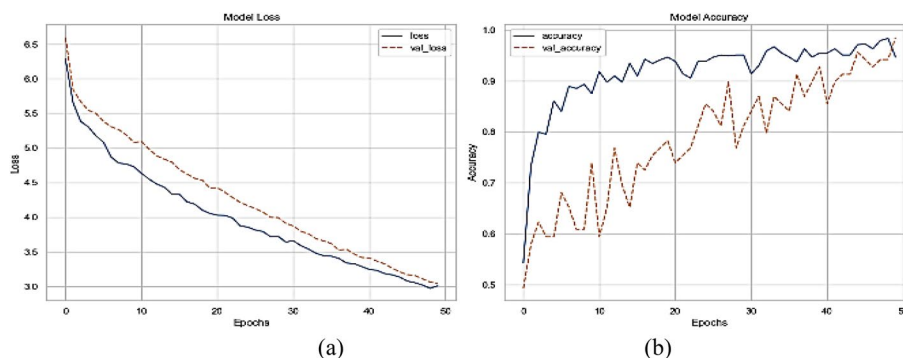 Model Loss
loss
val_loss
6.5
6.0
5.5
5.0
4.5
4.0
3.5
3.0
Loss
0
10
20
30
40
50
Epochs
(a)
Model Accuracy
accuracy
val_accuracy
1.0
0.9
0.8
0.7
0.6
0.5
Accuracy
0
10
20
30
40
50
Epochs
(b)